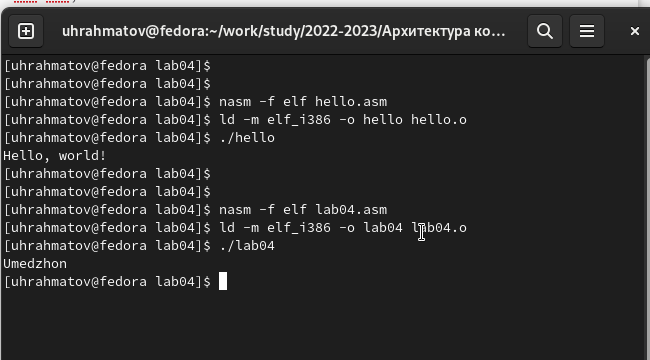 uhrahmatov@fedora:~/work/study/2022-2023/Архитектура ко...
[uhrahmatov@fedora lab04]$
[uhrahmatov@fedora lab04]$
[uhrahmatov@fedora lab04]$ nasm -f elf hello.asm
[uhrahmatov@fedora lab04]$ ld -m elf_i386 -o hello hello.o
[uhrahmatov@fedora lab04]$ ./hello
Hello, world!
[uhrahmatov@fedora lab04]$
[uhrahmatov@fedora lab04]$
[uhrahmatov@fedora lab04]$ nasm -f elf lab04.asm
[uhrahmatov@fedora lab04]$ ld -m elf_i386 -o lab04 lab04.o
[uhrahmatov@fedora lab04]$ ./lab04
Umedzhon
[uhrahmatov@fedora lab04]$